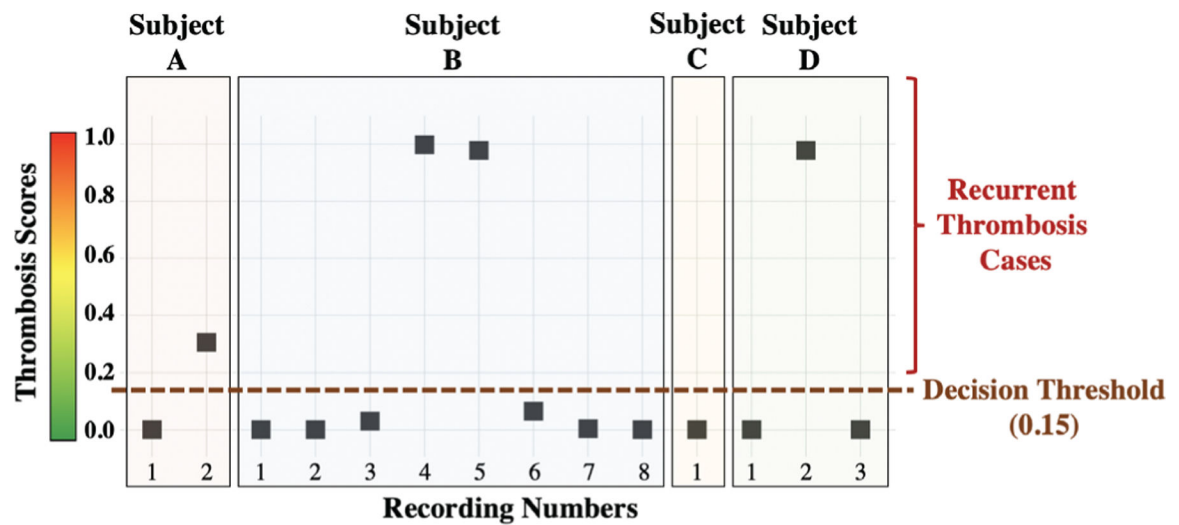 Subject
A
Subject
B
Subject
C
Subject
D
Thrombosis Scores
1.0
0.8
0.6
0.4
0.2
0.0
Recurrent
Thrombosis
Cases
Decision Threshold
(0.15)
1 2 1 2 3 4 5 6 7 8 1 1 2 3
Recording Numbers